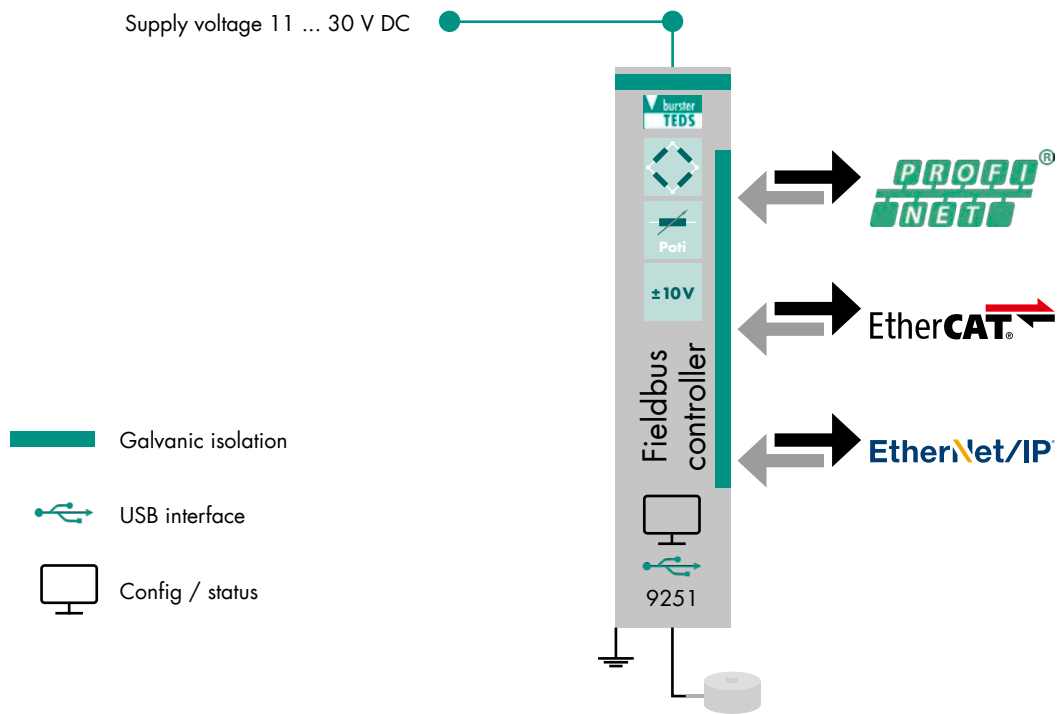 Supply voltage 11 ... 30 V DC
burster
TEDS
Poti
±10V
Fieldbus
controller
9251
PROFI®
NET
EtherCAT®
EtherNet/IP
Galvanic isolation
USB interface
Config / status